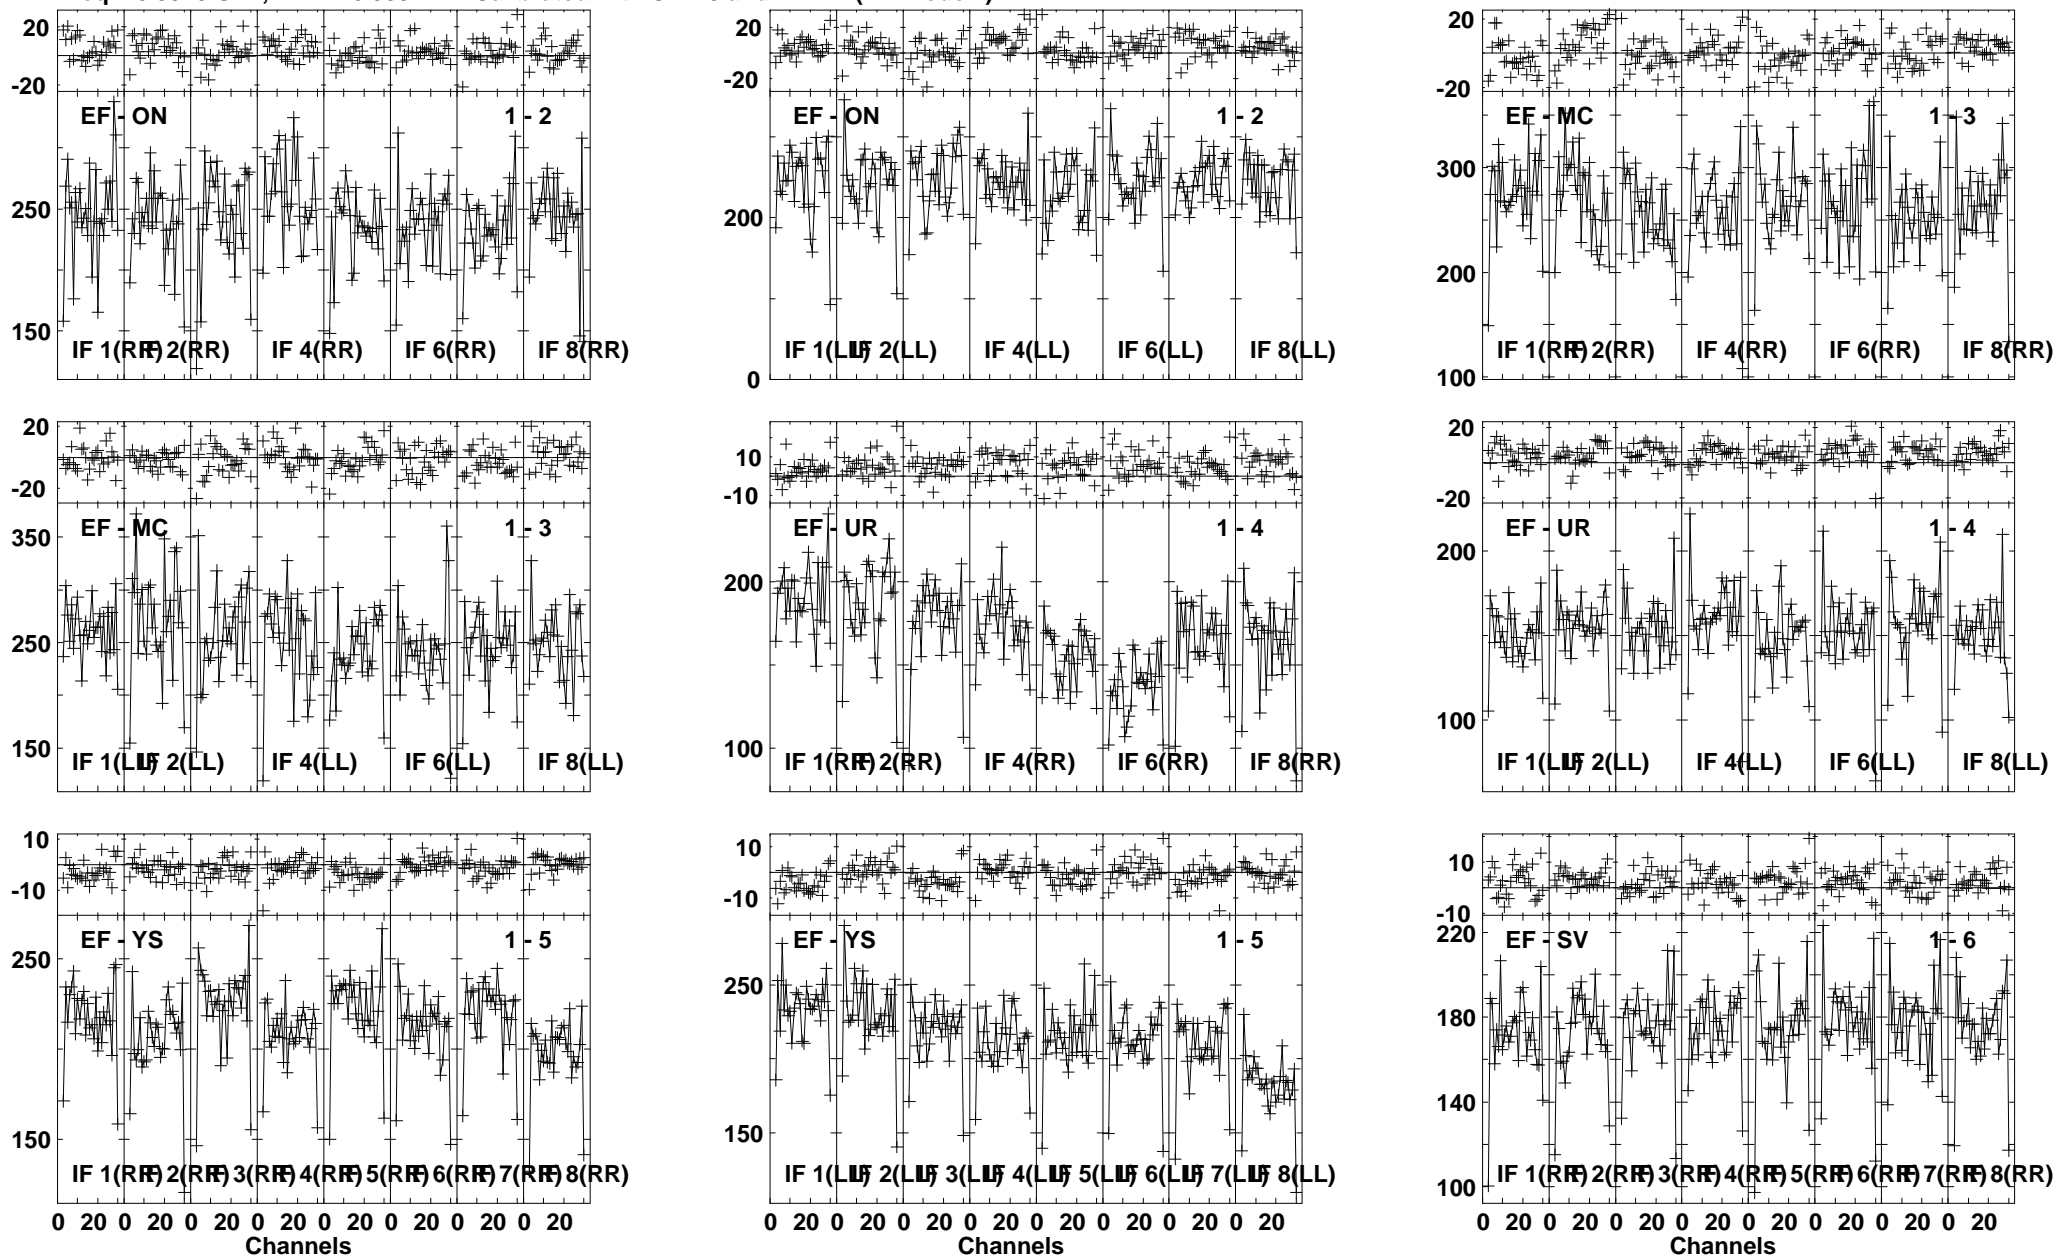 20
-20
EF - ON 1 - 2
250
150
IF 1(RR) IF 2(RR) IF 4(RR) IF 6(RR) IF 8(RR)
20
-20
EF - ON 1 - 2
200
0
IF 1(LL) IF 2(LL) IF 4(LL) IF 6(LL) IF 8(LL)
20
-20
EF - MC 1 - 3
300
200
100
IF 1(RR) IF 2(RR) IF 4(RR) IF 6(RR) IF 8(RR)
20
-20
EF - MC 1 - 3
350
250
150
IF 1(LL) IF 2(LL) IF 4(LL) IF 6(LL) IF 8(LL)
10
-10
EF - UR 1 - 4
200
100
IF 1(RR) IF 2(RR) IF 4(RR) IF 6(RR) IF 8(RR)
20
-20
EF - UR 1 - 4
200
100
IF 1(LL) IF 2(LL) IF 4(LL) IF 6(LL) IF 8(LL)
10
-10
EF - YS 1 - 5
250
150
IF 1(RR) IF 2(RR) IF 3(RR) IF 4(RR) IF 5(RR) IF 6(RR) IF 7(RR) IF 8(RR)
0 20 0 20 0 20 0 20 0 20 0 20 0 20 0 20
Channels
10
-10
EF - YS 1 - 5
250
150
IF 1(LL) IF 2(LL) IF 3(LL) IF 4(LL) IF 5(LL) IF 6(LL) IF 7(LL) IF 8(LL)
0 20 0 20 0 20 0 20 0 20 0 20 0 20 0 20
Channels
10
-10
EF - SV 1 - 6
220
180
140
100
IF 1(RR) IF 2(RR) IF 3(RR) IF 4(RR) IF 5(RR) IF 6(RR) IF 7(RR) IF 8(RR)
0 20 0 20 0 20 0 20 0 20 0 20 0 20 0 20
Channels